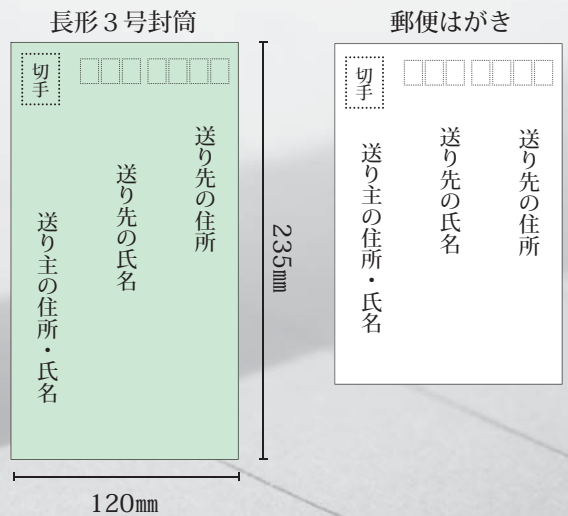 長形３号封筒
切手
送り先の住所
送り先の氏名
送り主の住所・氏名
235㎜
120㎜
郵便はがき
切手
送り先の住所
送り先の氏名
送り主の住所・氏名